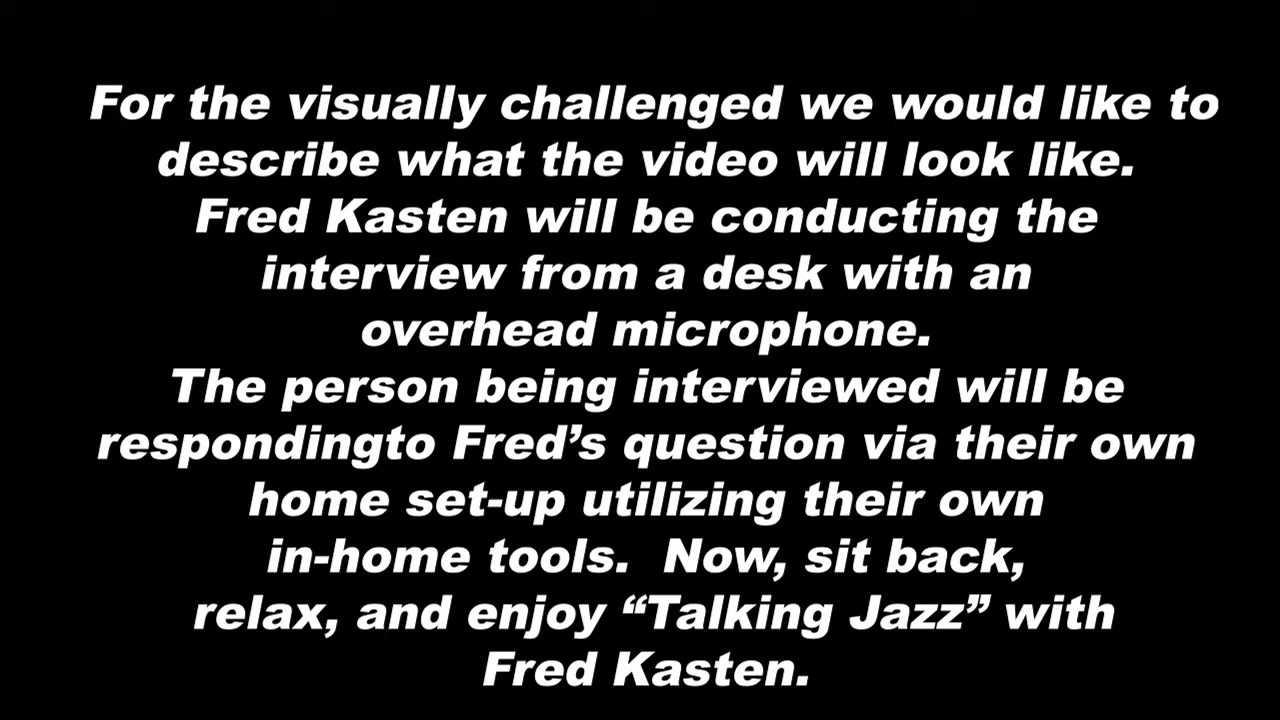 For the visually challenged we would like to
describe what the video will look like.
Fred Kasten will be conducting the
interview from a desk with an
overhead microphone.
The person being interviewed will be
respondingto Fred’s question via their own
home set-up utilizing their own
in-home tools.  Now, sit back,
relax, and enjoy “Talking Jazz” with
Fred Kasten.